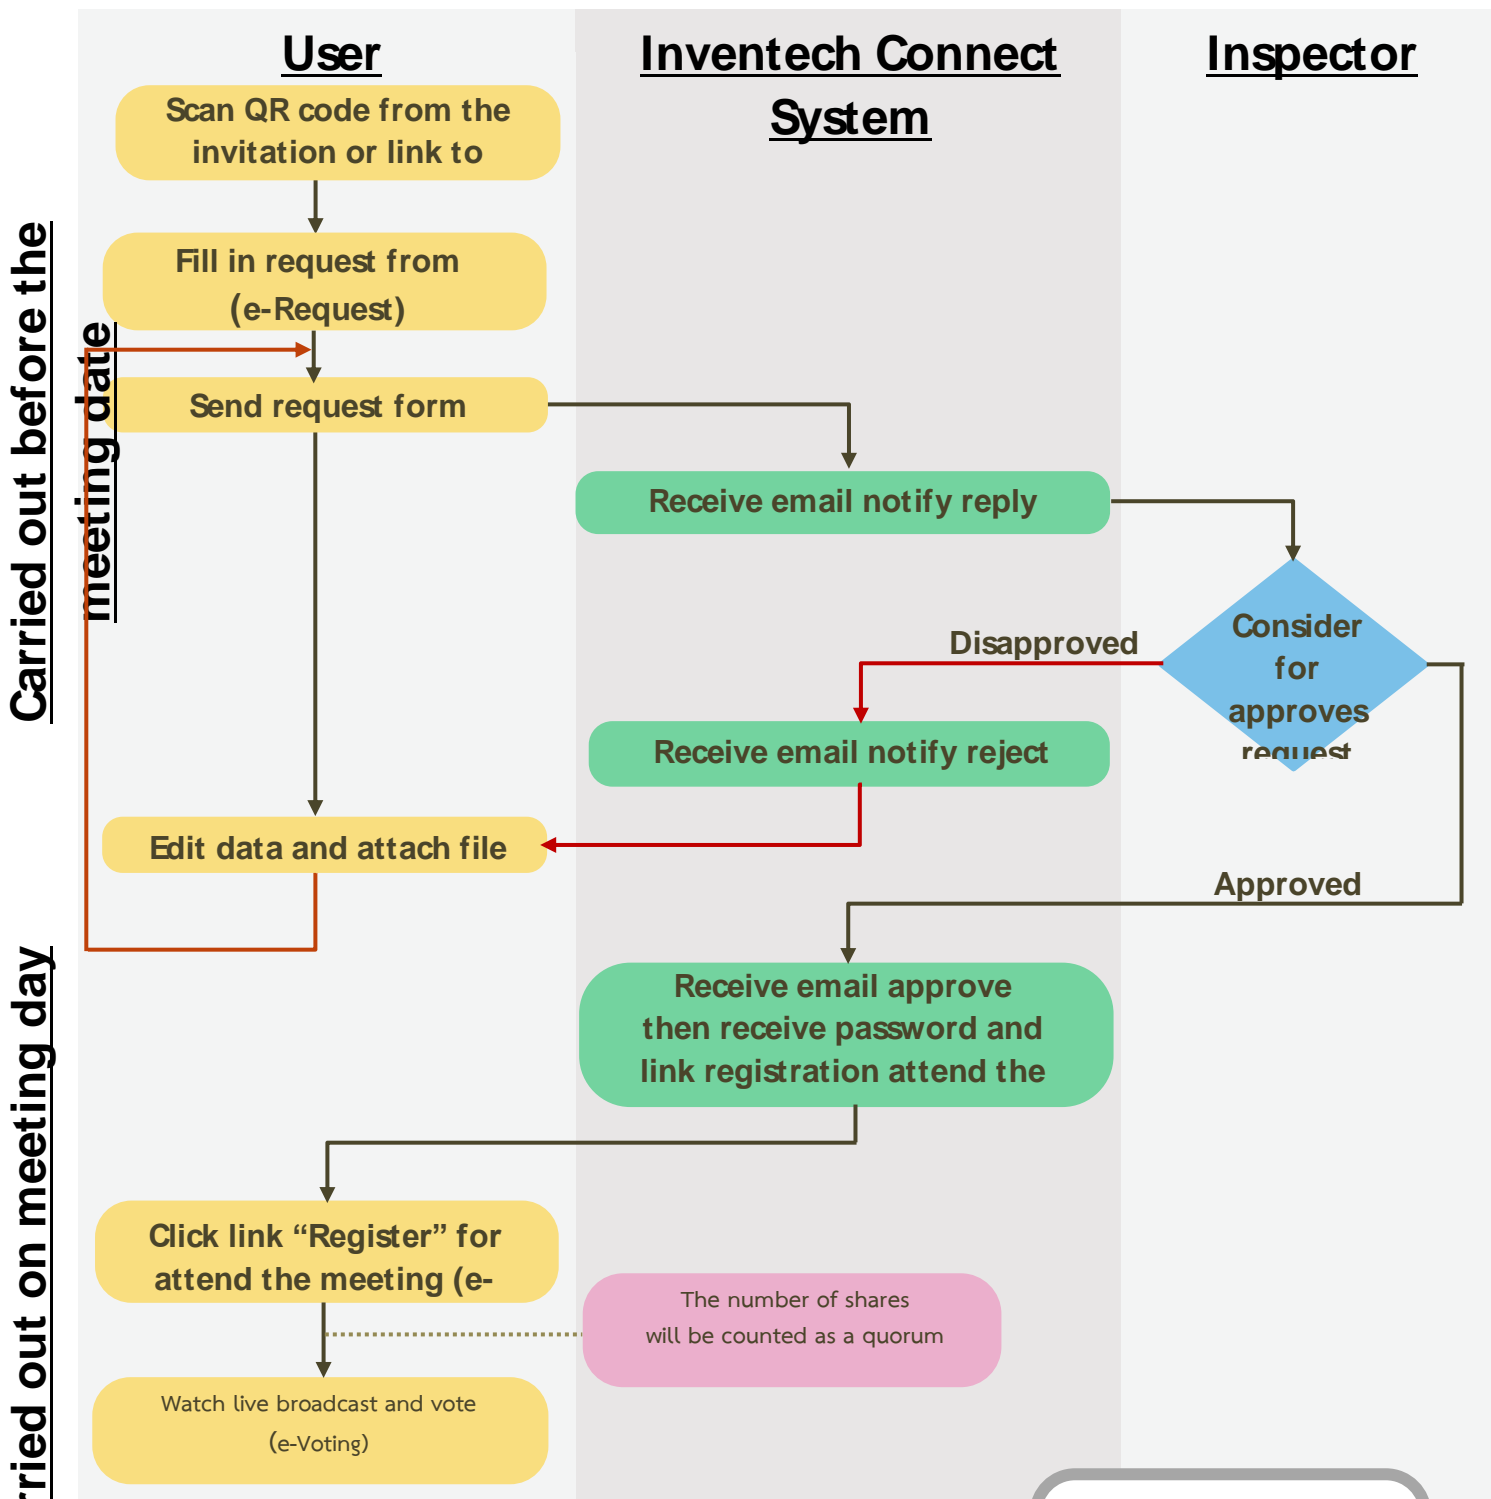 User
Inventech Connect
System
Inspector
Carried out before the
meeting date
Scan QR code from the
invitation or link to
Fill in request from
(e-Request)
Send request form
Receive email notify reply
Consider
for
approves
request
Disapproved
Receive email notify reject
Edit data and attach file
Approved
Receive email approve
then receive password and
link registration attend the
out on meeting day
Click link “Register” for
attend the meeting (e-
The number of shares
will be counted as a quorum
Watch live broadcast and vote
(e-Voting)